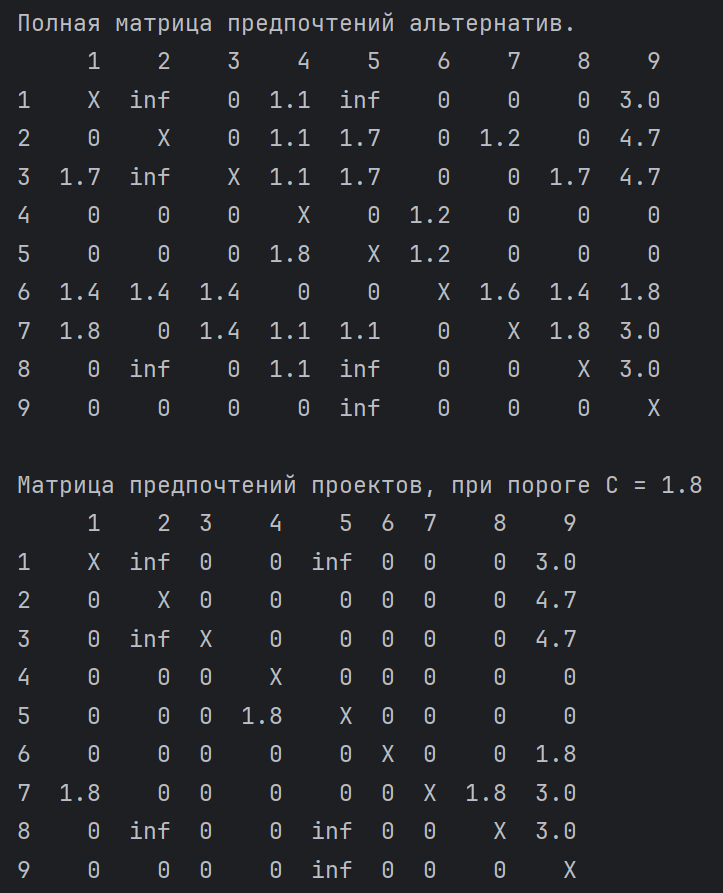 Полная матрица предпочтений альтернатив.
1 2 3 4 5 6 7 8 9
1 X inf 0 1.1 inf 0 0 0 3.0
2 0 X 0 1.1 1.7 0 1.2 0 4.7
3 1.7 inf X 1.1 1.7 0 0 1.7 4.7
4 0 0 0 X 0 1.2 0 0 0
5 0 0 0 1.8 X 1.2 0 0 0
6 1.4 1.4 1.4 0 0 X 1.6 1.4 1.8
7 1.8 0 1.4 1.1 1.1 0 X 1.8 3.0
8 0 inf 0 1.1 inf 0 0 X 3.0
9 0 0 0 0 inf 0 0 0 X
Матрица предпочтений проектов, при пороге C = 1.8
1 2 3 4 5 6 7 8 9
1 X inf 0 0 inf 0 0 0 3.0
2 0 X 0 0 0 0 0 0 4.7
3 0 inf X 0 0 0 0 0 4.7
4 0 0 0 X 0 0 0 0 0
5 0 0 0 1.8 X 0 0 0 0
6 0 0 0 0 0 X 0 0 1.8
7 1.8 0 0 0 0 0 X 1.8 3.0
8 0 inf 0 0 inf 0 0 X 3.0
9 0 0 0 0 inf 0 0 0 X